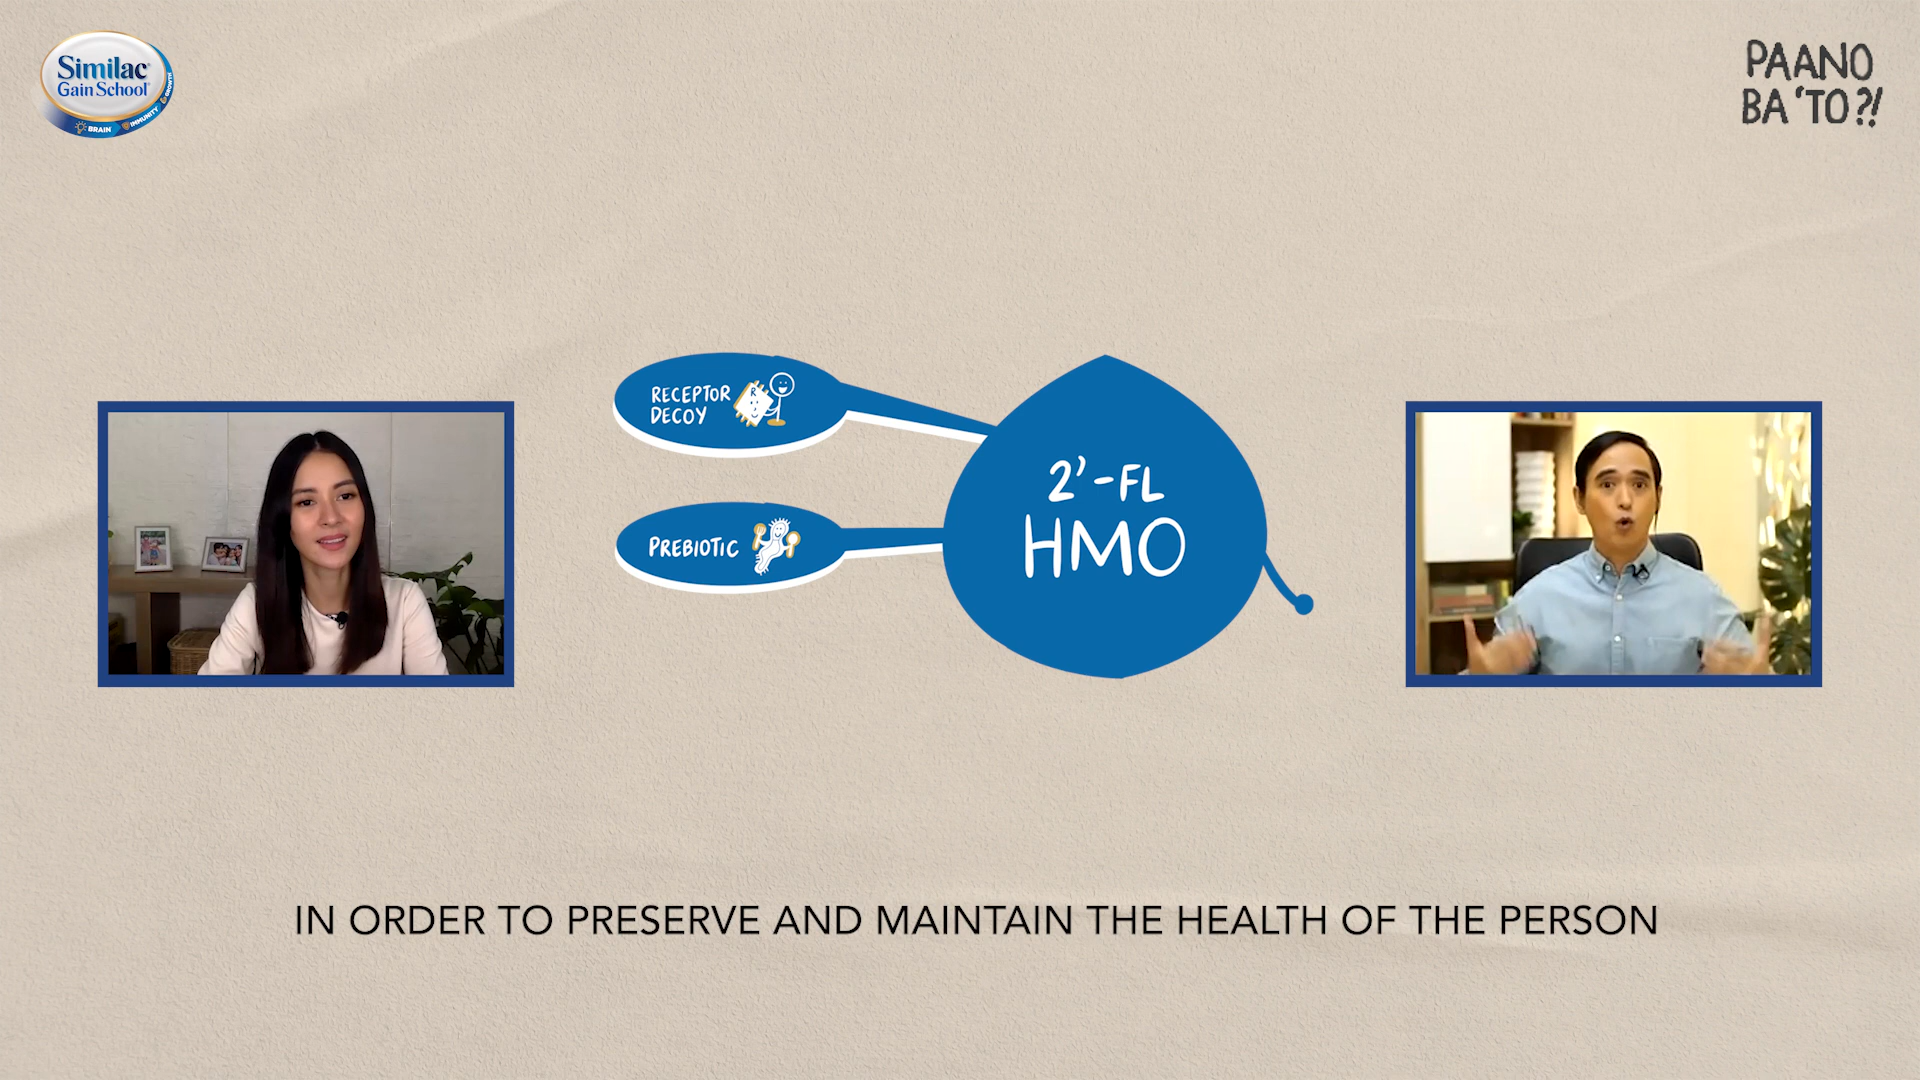 Similac
Gain School
BRAIN
IMMUNITY
GROWTH
PAANO
BA 'TO?!
RECEPTOR
DECOY
R
PREBIOTIC
2'-FL
HMO
IN ORDER TO PRESERVE AND MAINTAIN THE HEALTH OF THE PERSON